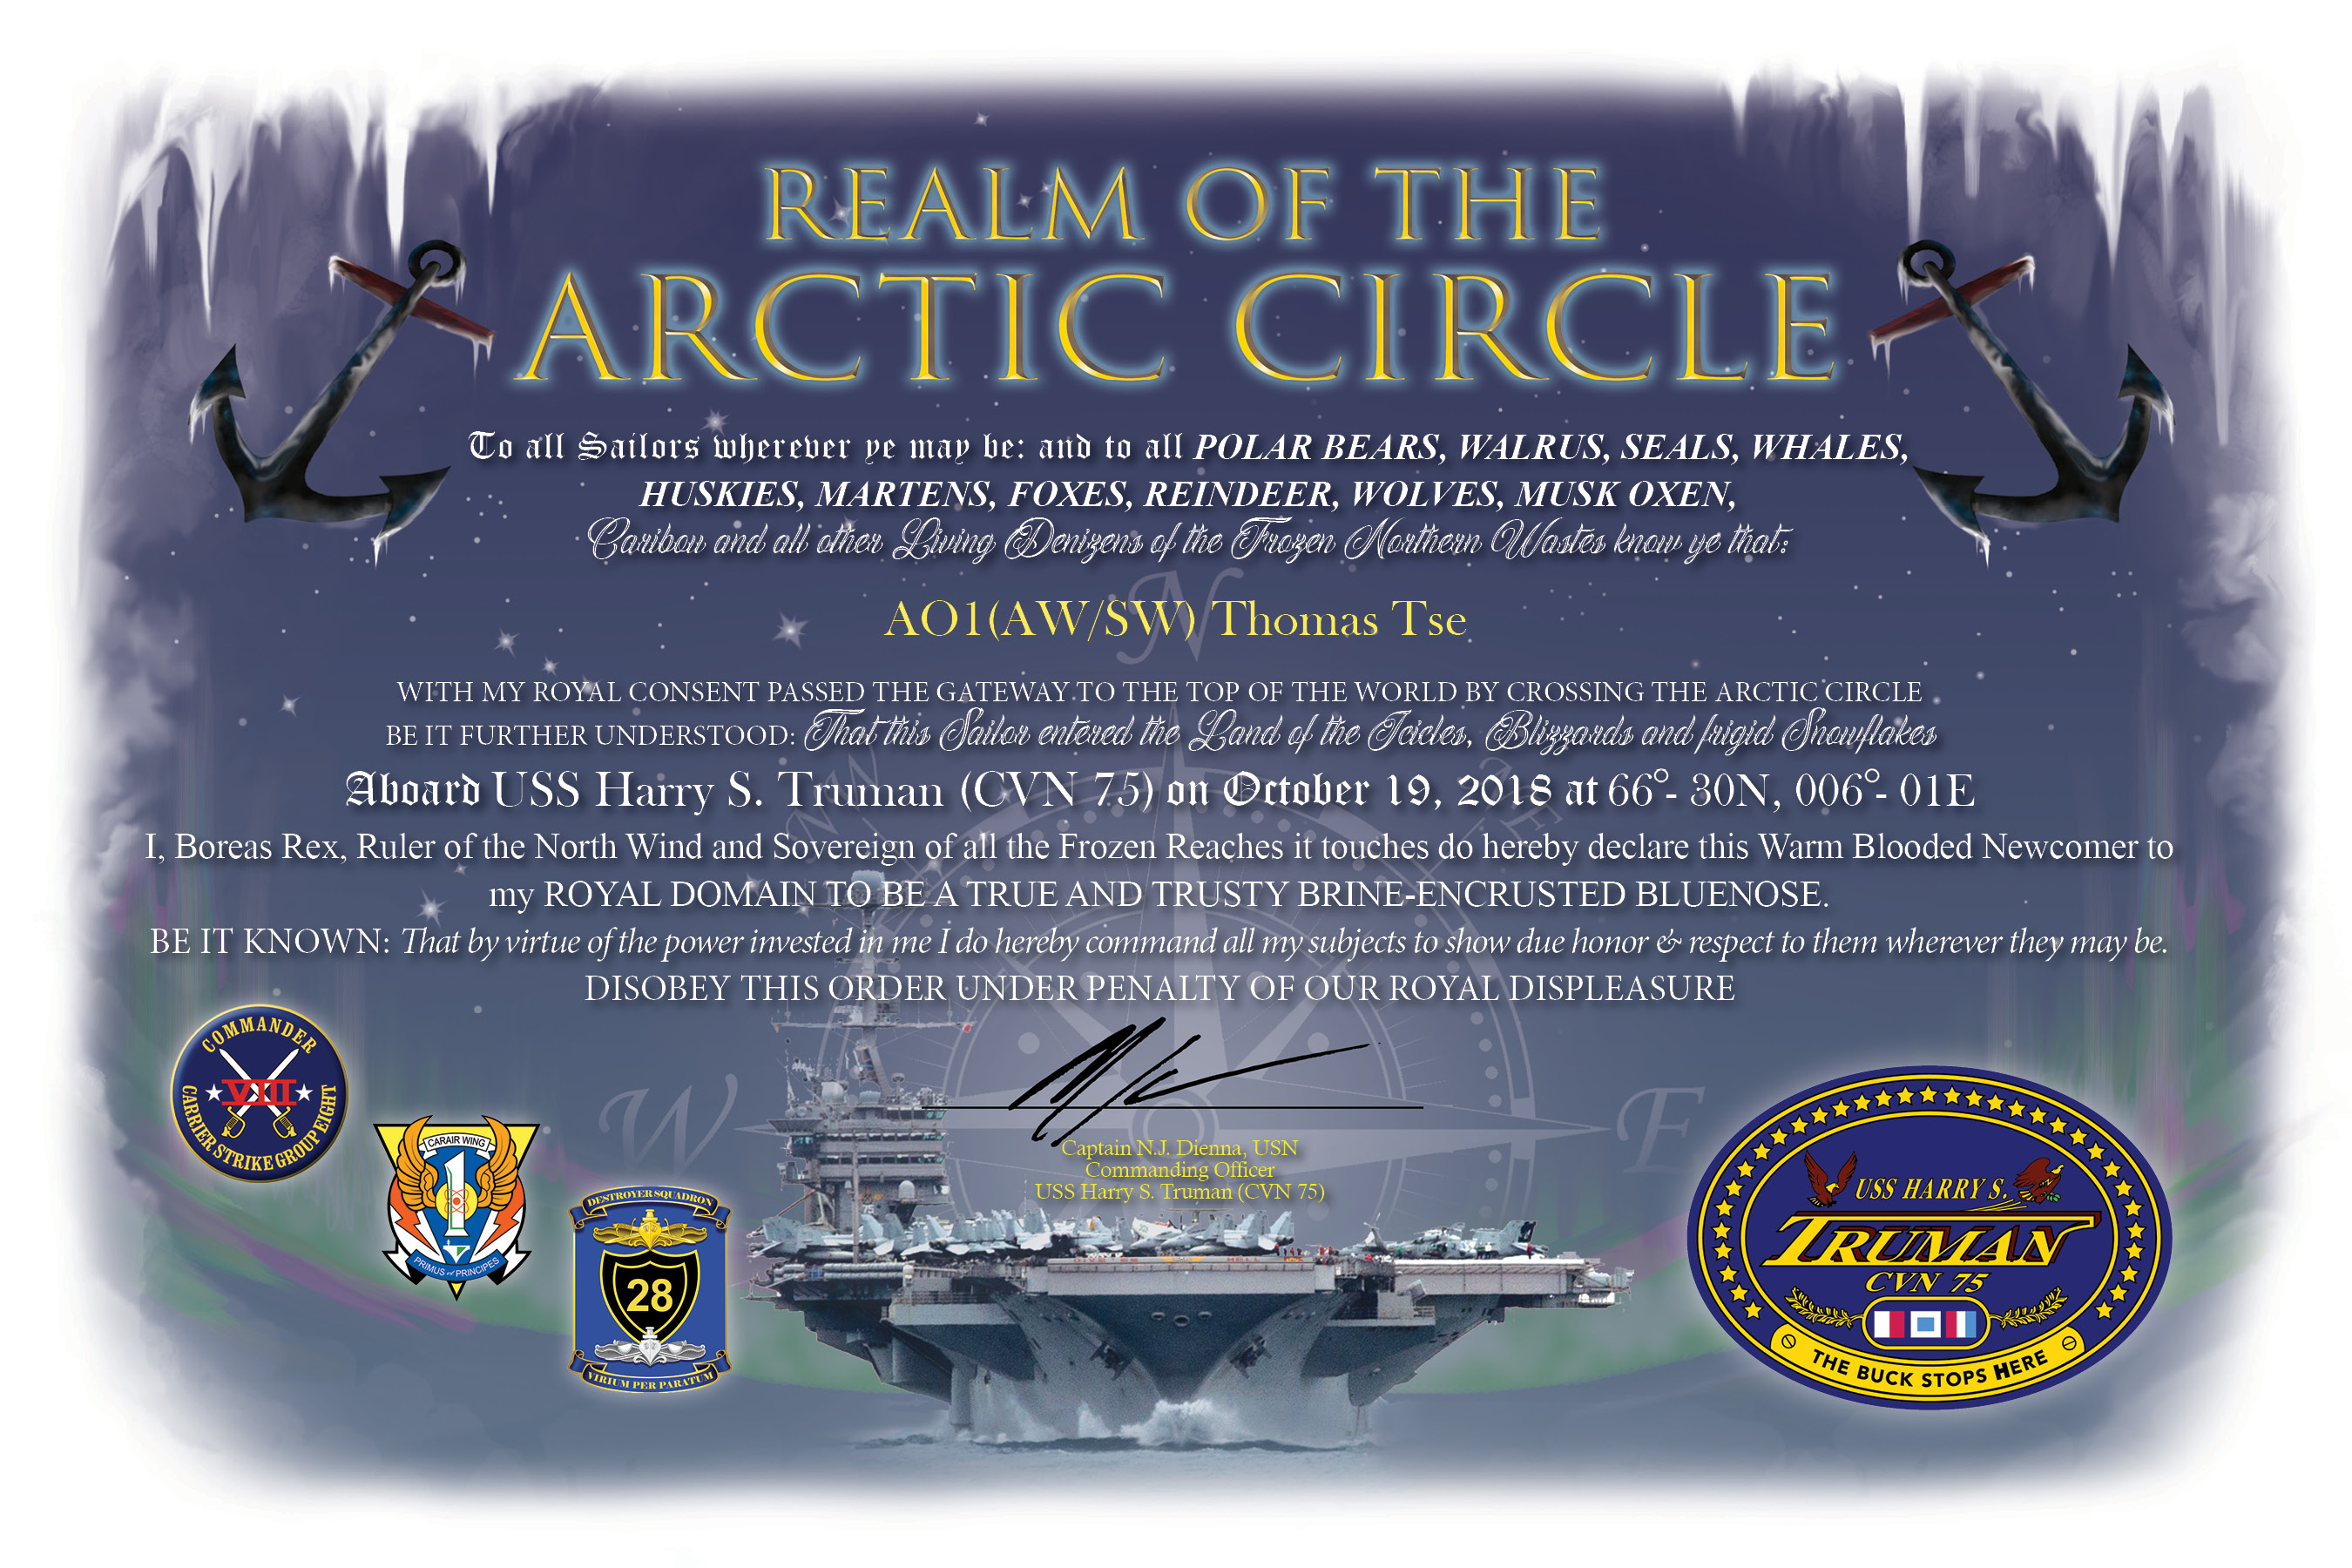 REALM OF THE
ARCTIC CIRCLE
To all Sailors wherever ye may be: and to all POLAR BEARS, WALRUS, SEALS, WHALES,
HUSKIES, MARTENS, FOXES, REINDEER, WOLVES, MUSK OXEN,
Caribou and all other Living Denizens of the Frozen Northern Wastes know ye that:
N
AO1(AW/SW) Thomas Tse
WITH MY ROYAL CONSENT PASSED THE GATEWAY TO THE TOP OF THE WORLD BY CROSSING THE ARCTIC CIRCLE
BE IT FURTHER UNDERSTOOD: That this Sailor entered the Land of the Icicles, Blizzards and frigid Snowflakes
Aboard USS Harry S. Truman (CVN 75) on October 19, 2018 at 66°- 30N, 006°- 01E
NW
I, Boreas Rex, Ruler of the North Wind and Sovereign of all the Frozen Reaches it touches do hereby declare this Warm Blooded Newcomer to
my ROYAL DOMAIN TO BE A TRUE AND TRUSTY BRINE-ENCRUSTED BLUENOSE.
BE IT KNOWN: That by virtue of the power invested in me I do hereby command all my subjects to show due honor & respect to them wherever they may be.
DISOBEY THIS ORDER UNDER PENALTY OF OUR ROYAL DISPLEASURE
W
E
Captain N.J. Dienna, USN
Commanding Officer
USS Harry S. Truman (CVN 75)
COMMANDER
VIII
CARRIER STRIKE GROUP EIGHT
CARAIR WING
1
PRIMUS et PRINCIPES
DESTROYER SQUADRON
28
VIRIUM PER PARATUM
75
USS HARRY S.
TRUMAN
CVN 75
THE BUCK STOPS HERE